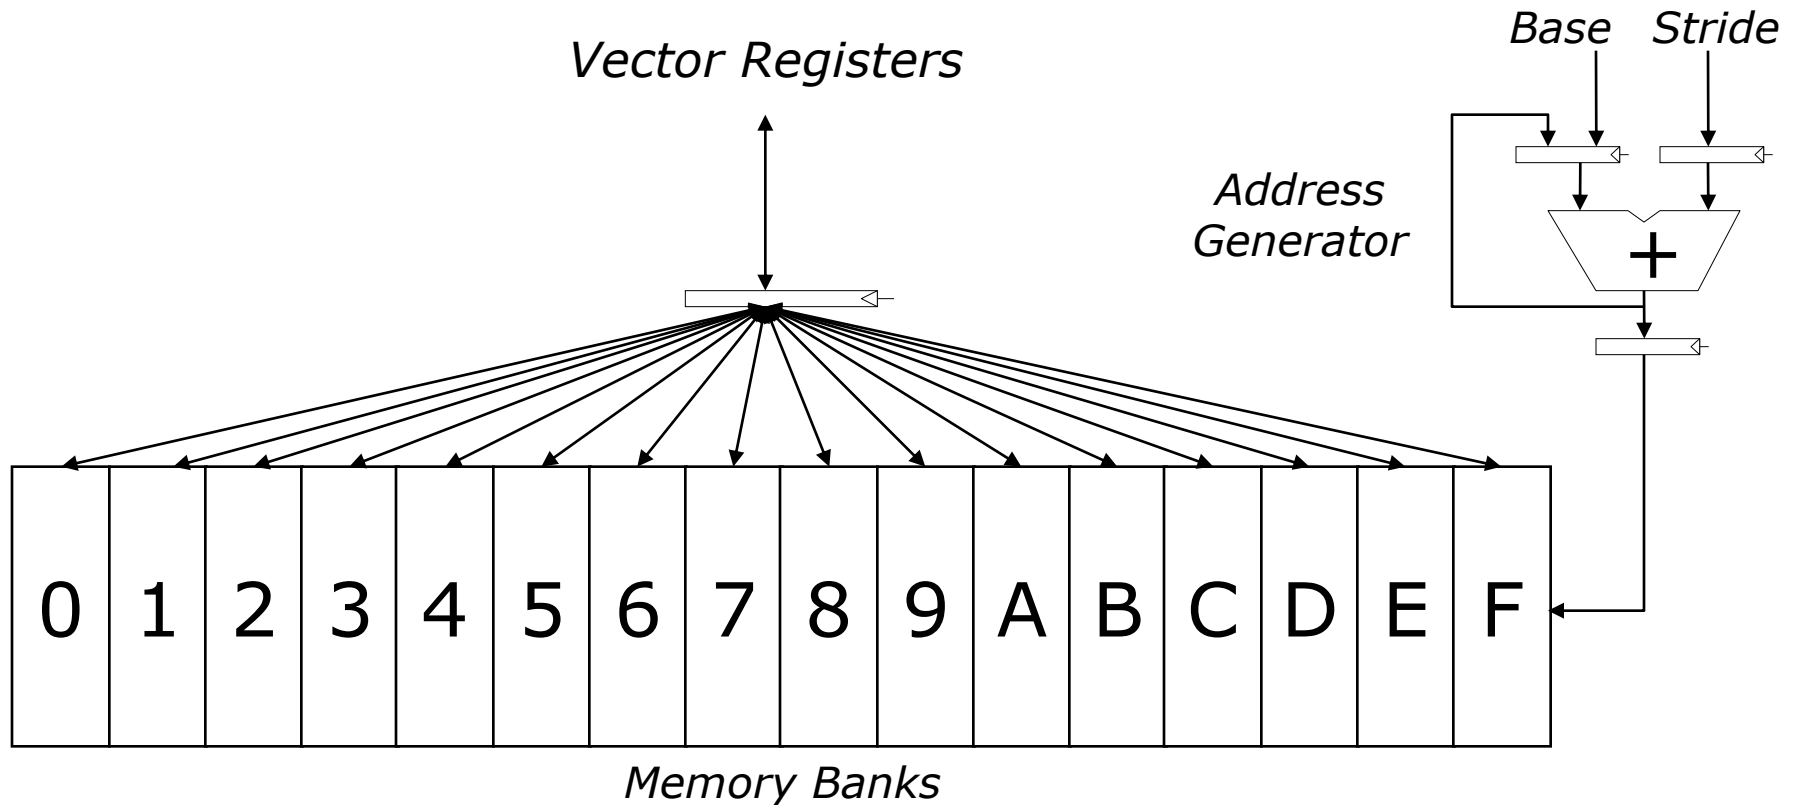 Base Stride
Vector Registers
Address
Generator
+
0 1 2 3 4 5 6 7 8 9 A B C D E F
Memory Banks